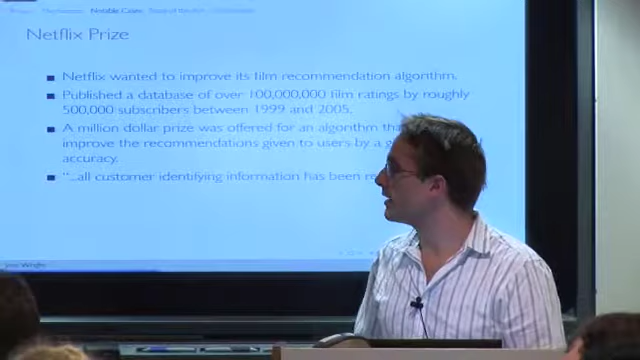 Notable Cases
Netflix Prize
Netflix wanted to improve its film recommendation algorithm.
Published a database of over 100,000,000 film ratings by roughly
500,000 subscribers between 1999 and 2005.
A million dollar prize was offered for an algorithm
improve the recommendations given to users by a
accuracy.
"...all customer identifying information has been